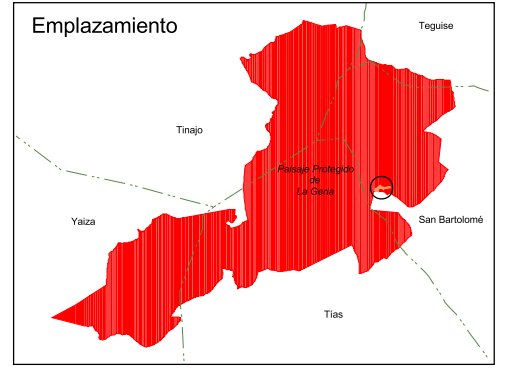 Emplazamiento
Teguise
Tinajo
Paisaje Protegido
de
La Geria
Yaiza
San Bartolomé
Tías